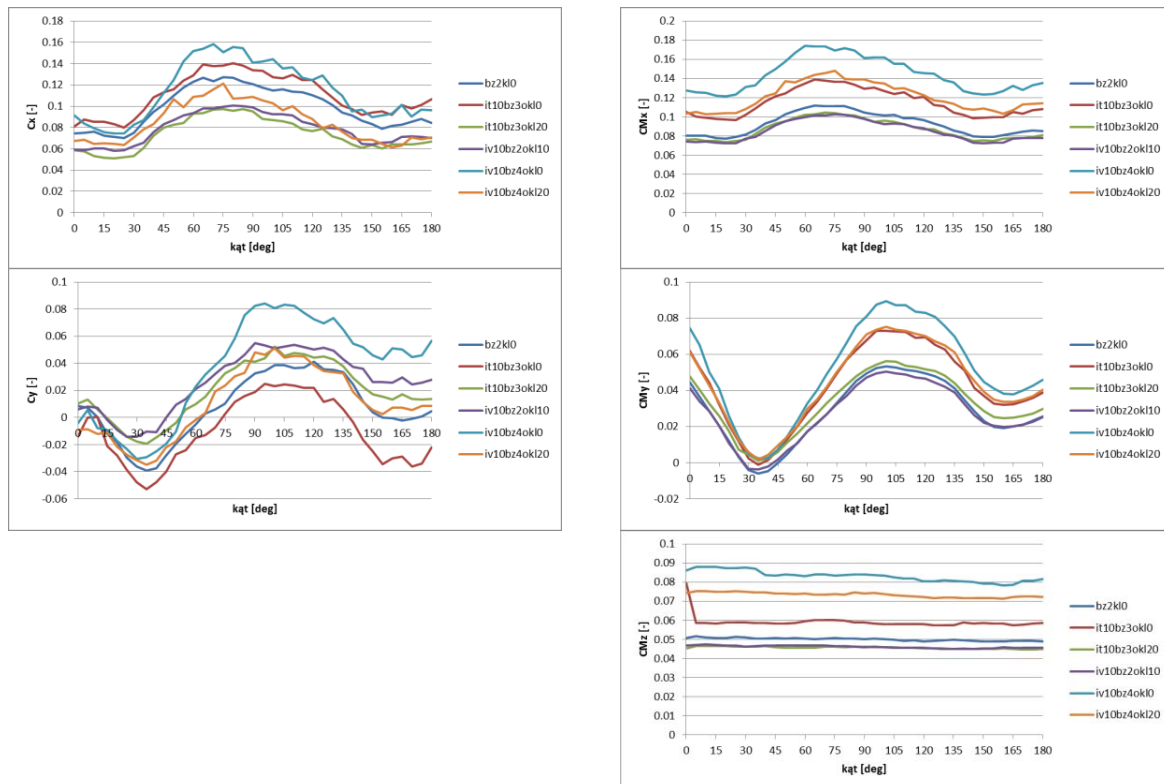 0.18
0.16
0.14
0.12
0.1
0.08
0.06
0.04
0.02
0
Cx [-]
0 15 30 45 60 75 90 105 120 135 150 165 180
kąt [deg]
bz2kl0
it10bz3okl0
it10bz3okl20
iv10bz2okl10
iv10bz4okl0
iv10bz4okl20
0.2
0.18
0.16
0.14
0.12
0.1
0.08
0.06
0.04
0.02
0
CMx [-]
0 15 30 45 60 75 90 105 120 135 150 165 180
kąt [deg]
bz2kl0
it10bz3okl0
it10bz3okl20
iv10bz2okl10
iv10bz4okl0
iv10bz4okl20
0.1
0.08
0.06
0.04
0.02
0
-0.02
-0.04
-0.06
Cy [-]
0 15 30 45 60 75 90 105 120 135 150 165 180
kąt [deg]
bz2kl0
it10bz3okl0
it10bz3okl20
iv10bz2okl10
iv10bz4okl0
iv10bz4okl20
0.1
0.08
0.06
0.04
0.02
0
-0.02
CMy [-]
0 15 30 45 60 75 90 105 120 135 150 165 180
kąt [deg]
bz2kl0
it10bz3okl0
it10bz3okl20
iv10bz2okl10
iv10bz4okl0
iv10bz4okl20
0.1
0.09
0.08
0.07
0.06
0.05
0.04
0.03
0.02
0.01
0
CMz [-]
0 15 30 45 60 75 90 105 120 135 150 165 180
kąt [deg]
bz2kl0
it10bz3okl0
it10bz3okl20
iv10bz2okl10
iv10bz4okl0
iv10bz4okl20